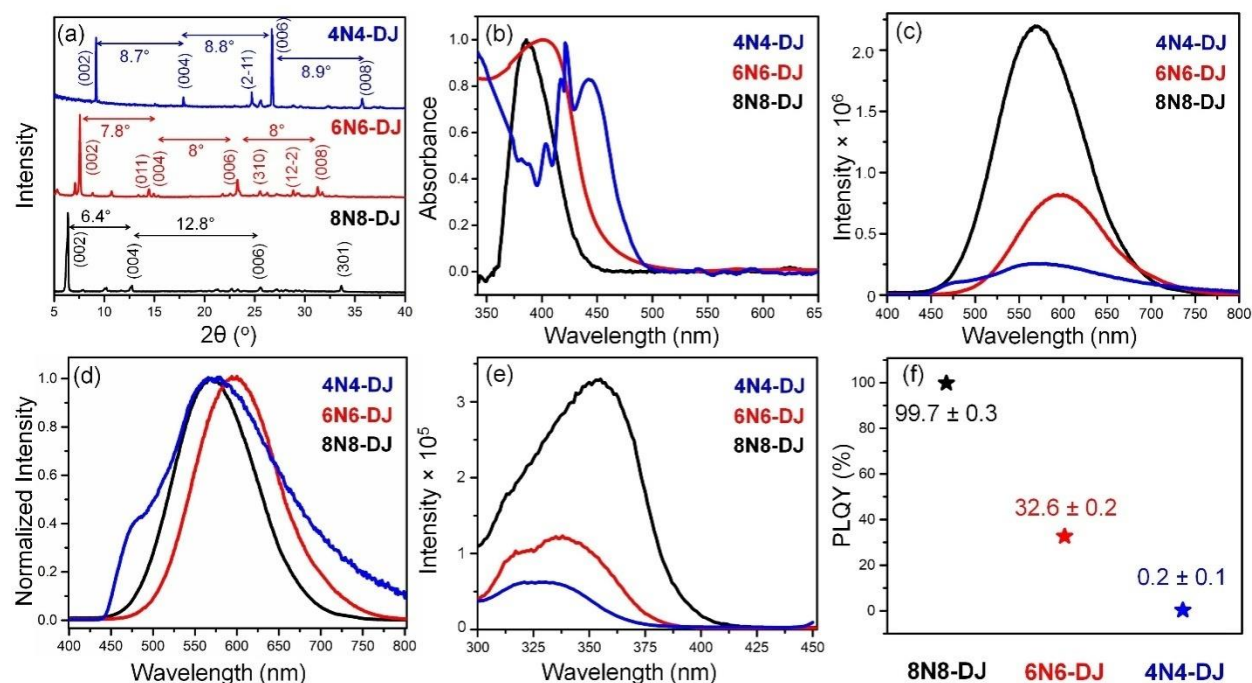 (a)
4N4-DJ
(002)
8.7°
(004)
8.8°
(2-11)
(006)
8.9°
(008)
6N6-DJ
(002)
7.8°
(011)
(004)
8°
(006)
(310)
8°
(12-2)
(008)
8N8-DJ
6.4°
(002)
(004)
12.8°
(006)
(301)
Intensity
5 10 15 20 25 30 35 40
2θ (º)
(b)
4N4-DJ
6N6-DJ
8N8-DJ
Absorbance
1.0
0.8
0.6
0.4
0.2
0.0
350 400 450 500 550 600 65
Wavelength (nm)
(c)
4N4-DJ
6N6-DJ
8N8-DJ
Intensity × 10⁶
2.0
1.5
1.0
0.5
0
400 450 500 550 600 650 700 750 800
Wavelength (nm)
(d)
4N4-DJ
6N6-DJ
8N8-DJ
Normalized Intensity
1.0
0.8
0.6
0.4
0.2
0.0
400 450 500 550 600 650 700 750 800
Wavelength (nm)
(e)
4N4-DJ
6N6-DJ
8N8-DJ
Intensity × 10⁵
3
2
1
0
300 325 350 375 400 425 450
Wavelength (nm)
(f)
PLQY (%)
100
80
60
40
20
0
99.7 ± 0.3
32.6 ± 0.2
0.2 ± 0.1
8N8-DJ 6N6-DJ 4N4-DJ